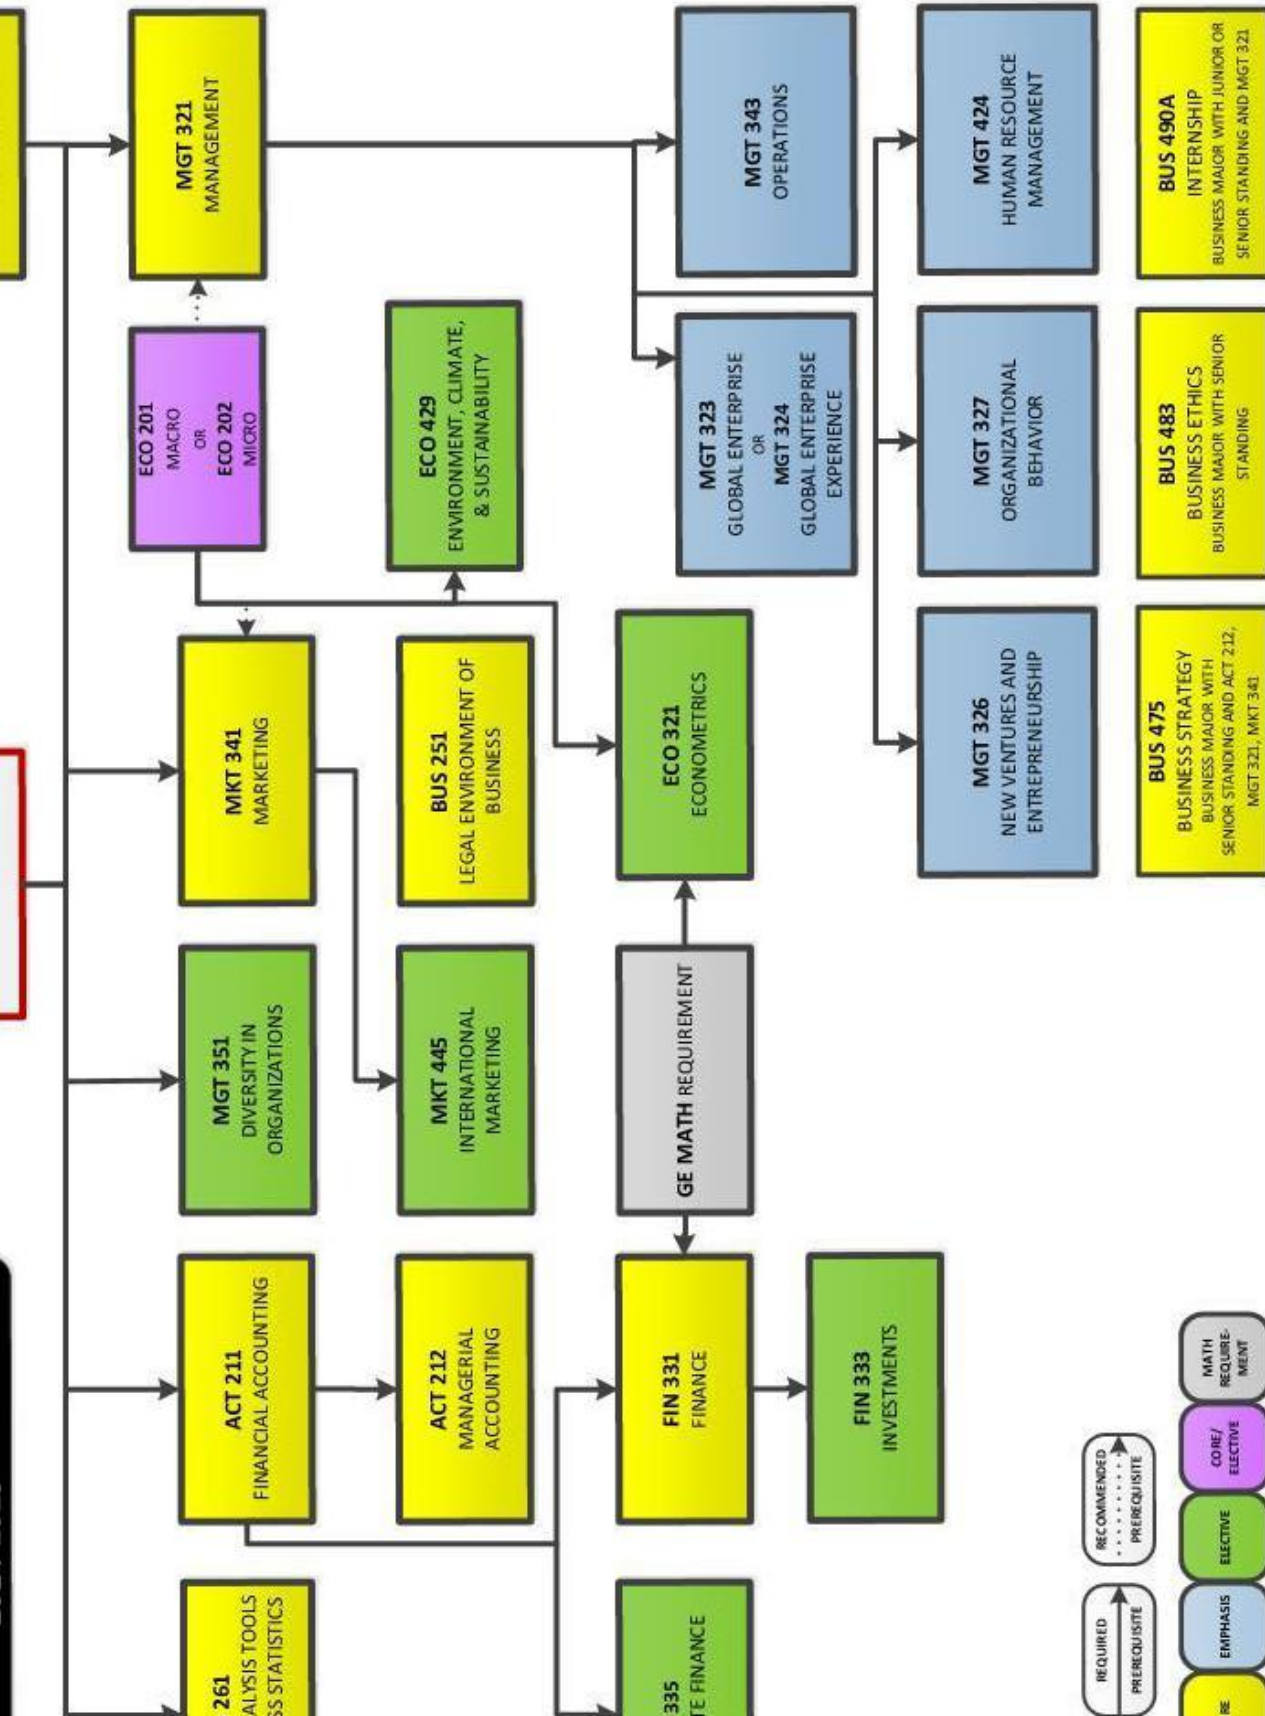 261
ALYSIS TOOLS
SS STATISTICS
ACT 211
FINANCIAL ACCOUNTING
MGT 351
DIVERSITY IN
ORGANIZATIONS
MKT 341
MARKETING
ECO 201
MACRO
OR
ECO 202
MICRO
MGT 321
MANAGEMENT
ACT 212
MANAGERIAL
ACCOUNTING
MKT 445
INTERNATIONAL
MARKETING
BUS 251
LEGAL ENVIRONMENT OF
BUSINESS
ECO 429
ENVIRONMENT, CLIMATE,
& SUSTAINABILITY
335
TE FINANCE
FIN 331
FINANCE
GE MATH REQUIREMENT
ECO 321
ECONOMETRICS
MGT 323
GLOBAL ENTERPRISE
OR
MGT 324
GLOBAL ENTERPRISE
EXPERIENCE
MGT 343
OPERATIONS
FIN 333
INVESTMENTS
MGT 326
NEW VENTURES AND
ENTREPRENEURSHIP
MGT 327
ORGANIZATIONAL
BEHAVIOR
MGT 424
HUMAN RESOURCE
MANAGEMENT
REQUIRED
PREREQUISITE
RECOMMENDED
PREREQUISITE
RE
EMPHASIS
ELECTIVE
CORE/
ELECTIVE
MATH
REQUIRE-
MENT
BUS 475
BUSINESS STRATEGY
BUSINESS MAJOR WITH
SENIOR STANDING AND ACT 212,
MGT 321, MKT 341
BUS 483
BUSINESS ETHICS
BUSINESS MAJOR WITH SENIOR
STANDING
BUS 490A
INTERNSHIP
BUSINESS MAJOR WITH JUNIOR OR
SENIOR STANDING AND MGT 321